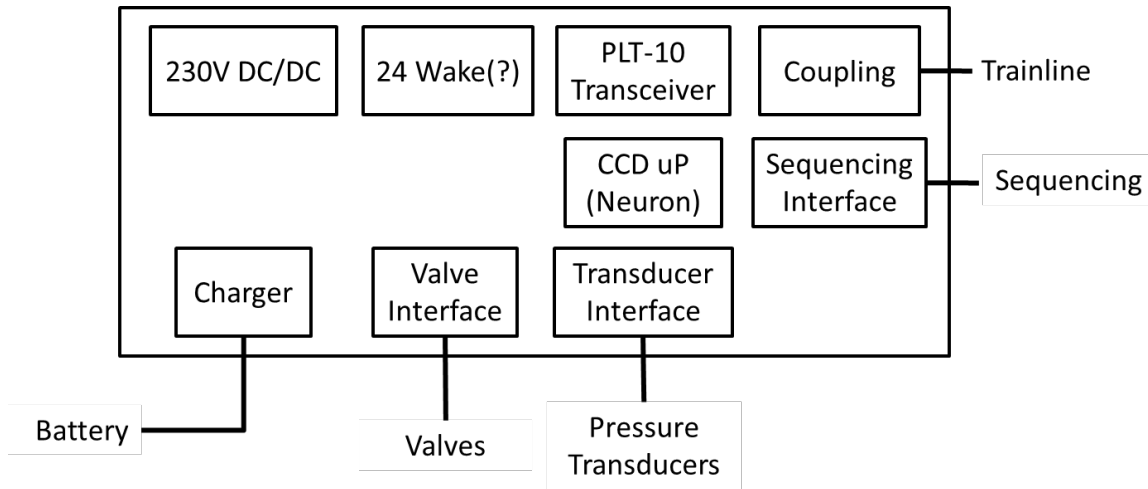 230V DC/DC
24 Wake(?)
PLT-10
Transceiver
Coupling
Trainline
CCD uP
(Neuron)
Sequencing
Interface
Sequencing
Charger
Valve
Interface
Transducer
Interface
Battery
Valves
Pressure
Transducers